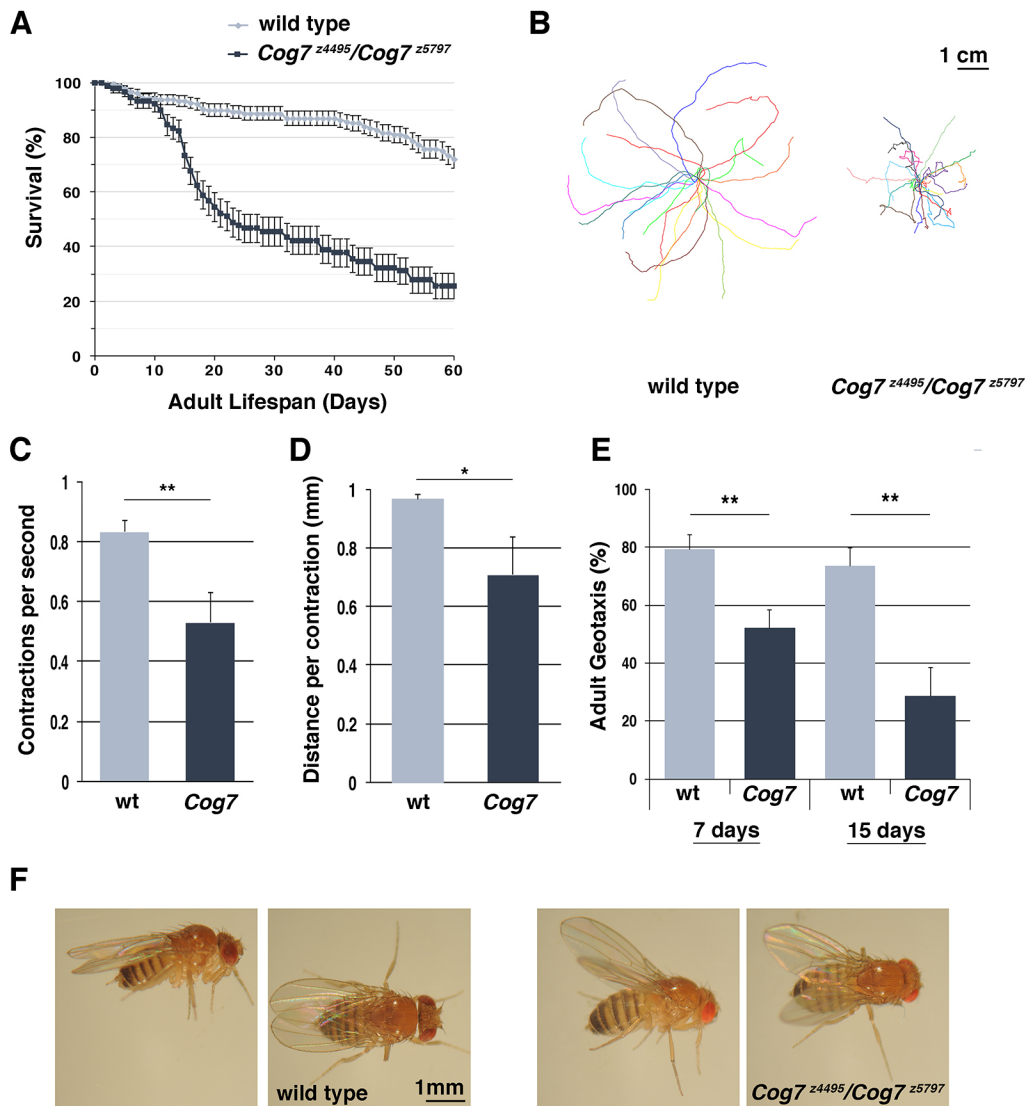 A
wild type
Cog7 z4495/Cog7 z5797
Survival (%)
100
80
60
40
20
0
0 10 20 30 40 50 60
Adult Lifespan (Days)
B
1 cm
wild type
Cog7 z4495/Cog7 z5797
C
Contractions per second
1
0.8
0.6
0.4
0.2
0
**
wt Cog7
D
Distance per contraction (mm)
1
0.8
0.6
0.4
0.2
0
*
wt Cog7
E
Adult Geotaxis (%)
100
80
60
40
20
0
** **
wt Cog7 wt Cog7
7 days 15 days
F
wild type
1mm
Cog7 z4495/Cog7 z5797